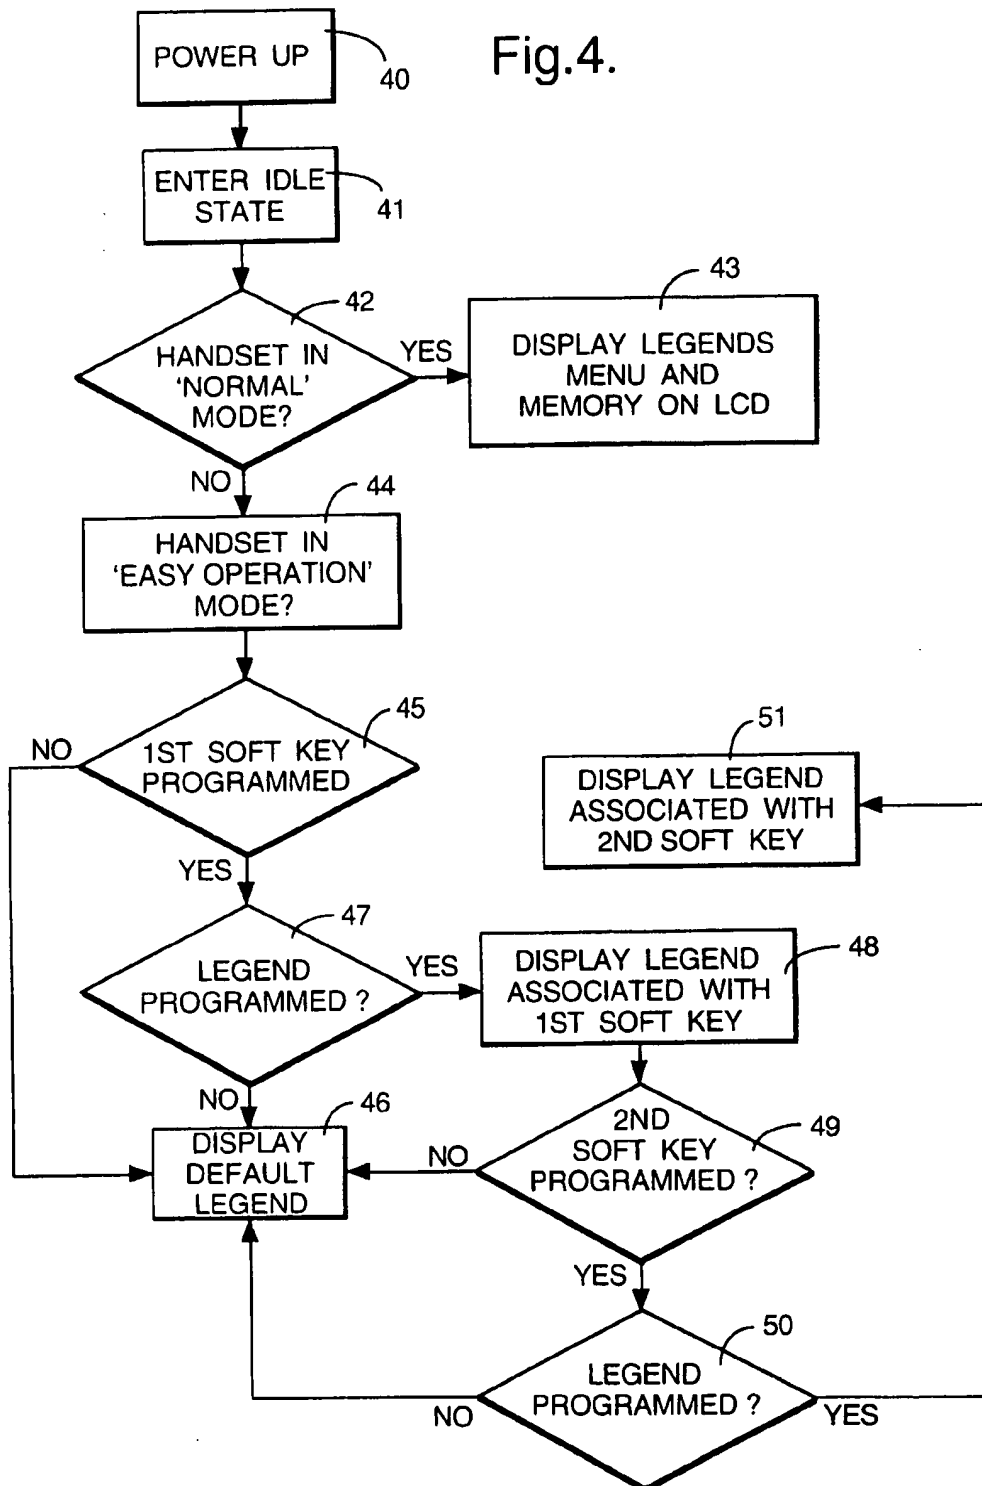 Fig.4.
POWER UP
40
ENTER IDLE
STATE
41
42
HANDSET IN
'NORMAL'
MODE?
YES
43
DISPLAY LEGENDS
MENU AND
MEMORY ON LCD
NO
44
HANDSET IN
'EASY OPERATION'
MODE?
45
NO
1ST SOFT KEY
PROGRAMMED
51
DISPLAY LEGEND
ASSOCIATED WITH
2ND SOFT KEY
YES
47
LEGEND
PROGRAMMED ?
YES
48
DISPLAY LEGEND
ASSOCIATED WITH
1ST SOFT KEY
NO
46
DISPLAY
DEFAULT
LEGEND
NO
2ND
SOFT KEY
PROGRAMMED ?
49
YES
50
LEGEND
PROGRAMMED ?
NO
YES